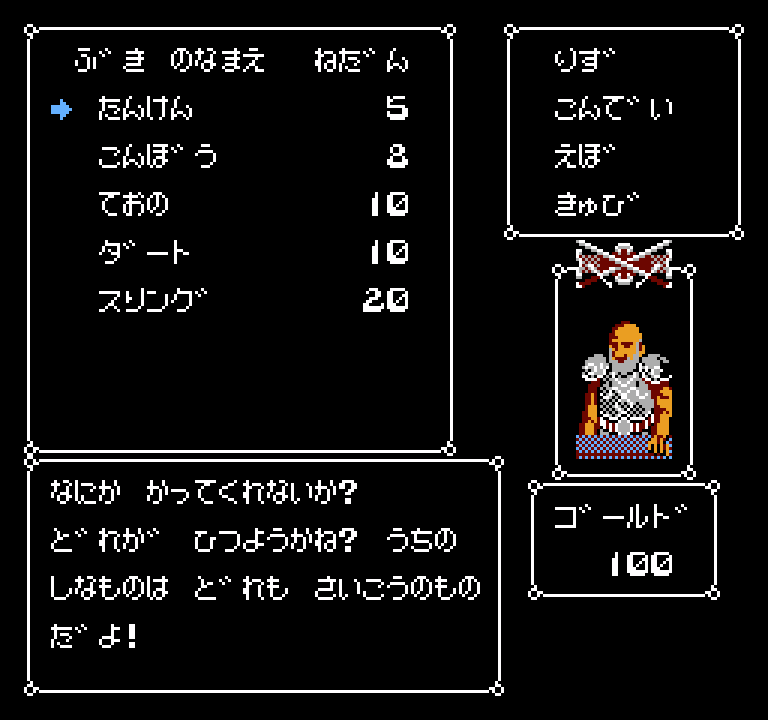 ぶき のなまえ ねだん
たんけん 5
こんぼう 8
ておの 10
ダート 10
スリング 20
りず
こんでい
えぼ
きゅび
なにか かってくれないか?
どれが ひつようかね? うちの
しなものは どれも さいこうのもの
だよ!
ゴールド
100